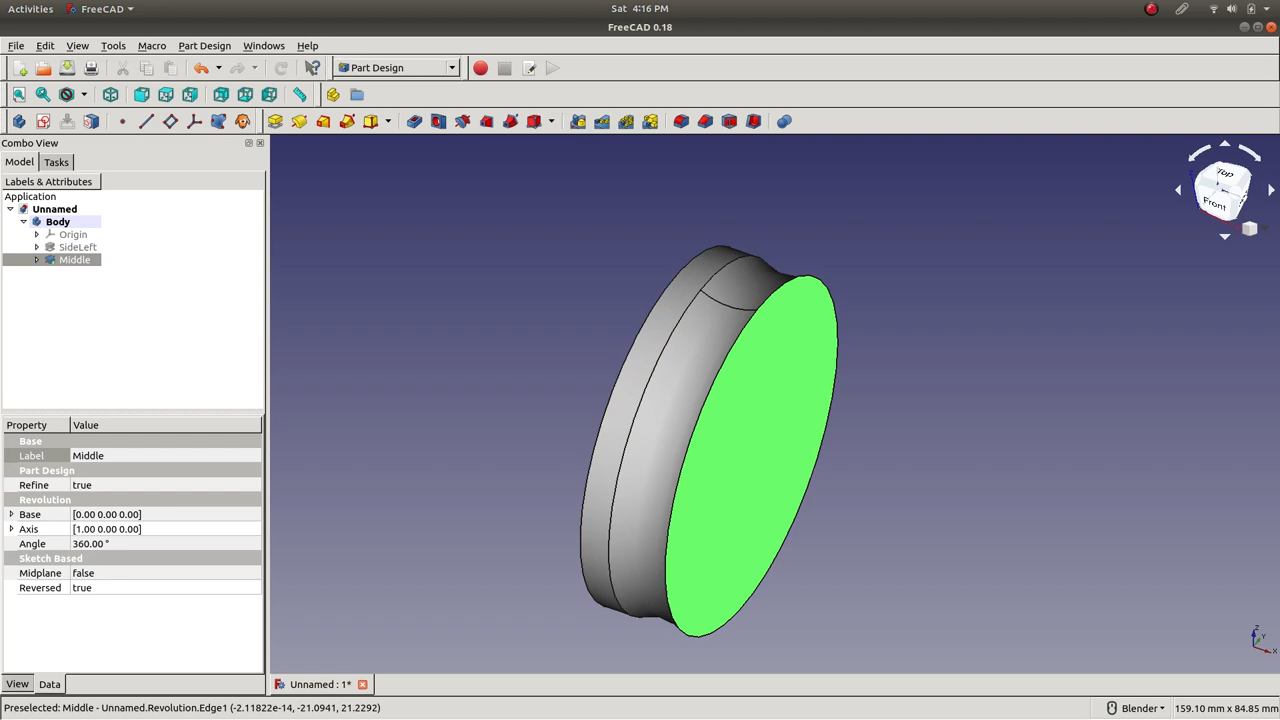 Activities FreeCAD Sat 4:16 PM
FreeCAD 0.18
File Edit View Tools Macro Part Design Windows Help
Part Design
Combo View
Model Tasks
Labels & Attributes
Application
Unnamed
Body
Origin
SideLeft
Middle
Top
Front
Property Value
Base
Label Middle
Part Design
Refine true
Revolution
Base [0.00 0.00 0.00]
Axis [1.00 0.00 0.00]
Angle 360.00 °
Sketch Based
Midplane false
Reversed true
Z
Y
X
View Data
Unnamed : 1*
Preselected: Middle - Unnamed.Revolution.Edge1 (-2.11822e-14, -21.0941, 21.2292)
Blender 159.10 mm x 84.85 mm